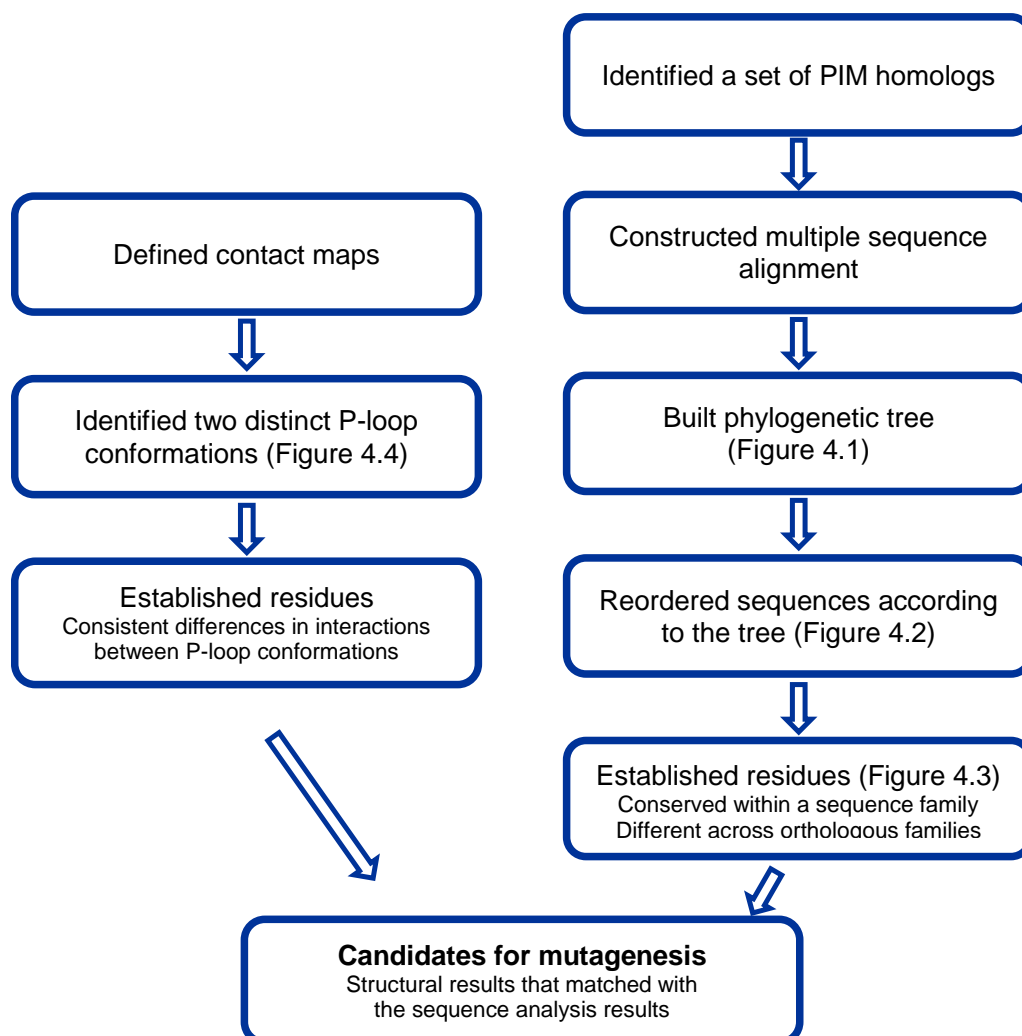 Identified a set of PIM homologs
Defined contact maps
Constructed multiple sequence
alignment
Identified two distinct P-loop
conformations (Figure 4.4)
Built phylogenetic tree
(Figure 4.1)
Established residues
Consistent differences in interactions
between P-loop conformations
Reordered sequences according
to the tree (Figure 4.2)
Established residues (Figure 4.3)
Conserved within a sequence family
Different across orthologous families
Candidates for mutagenesis
Structural results that matched with
the sequence analysis results